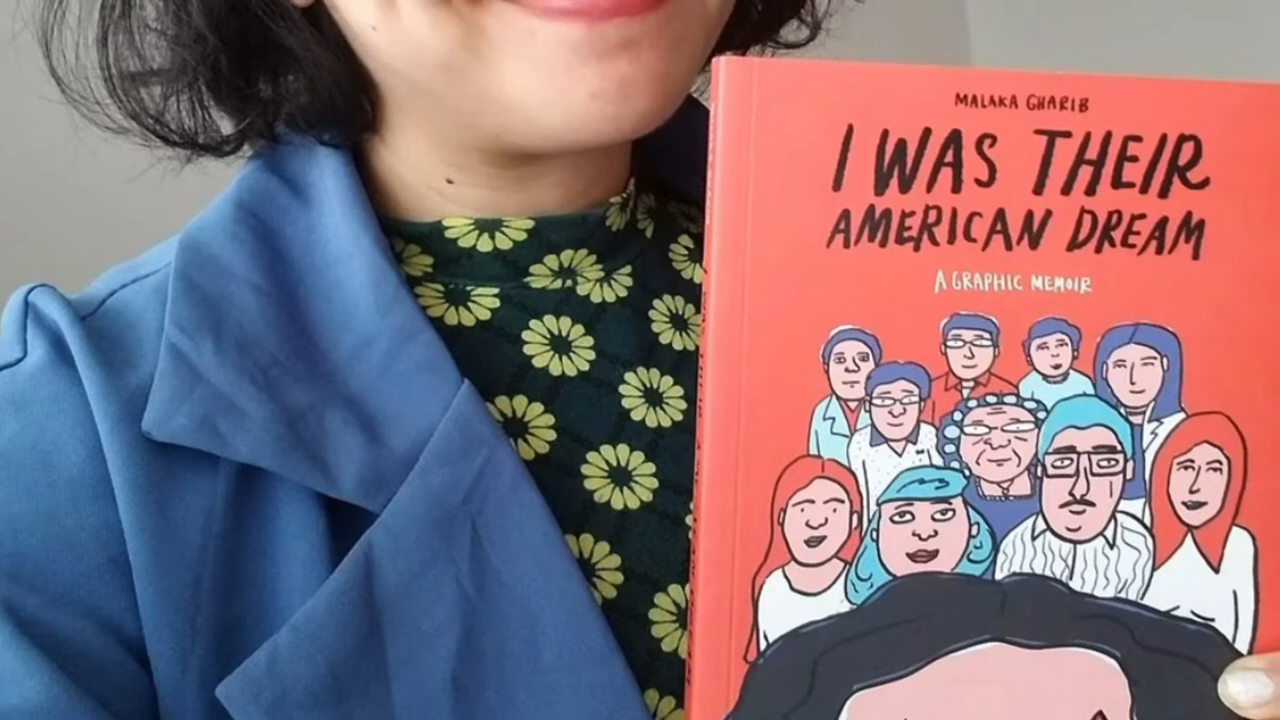 MALAKA GHARIB
I WAS THEIR
AMERICAN DREAM
A GRAPHIC MEMOIR